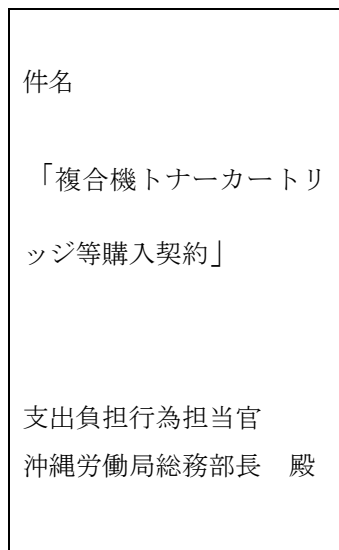 件名
「複合機トナーカートリ
ッジ等購入契約」
支出負担行為担当官
沖縄労働局総務部長　殿